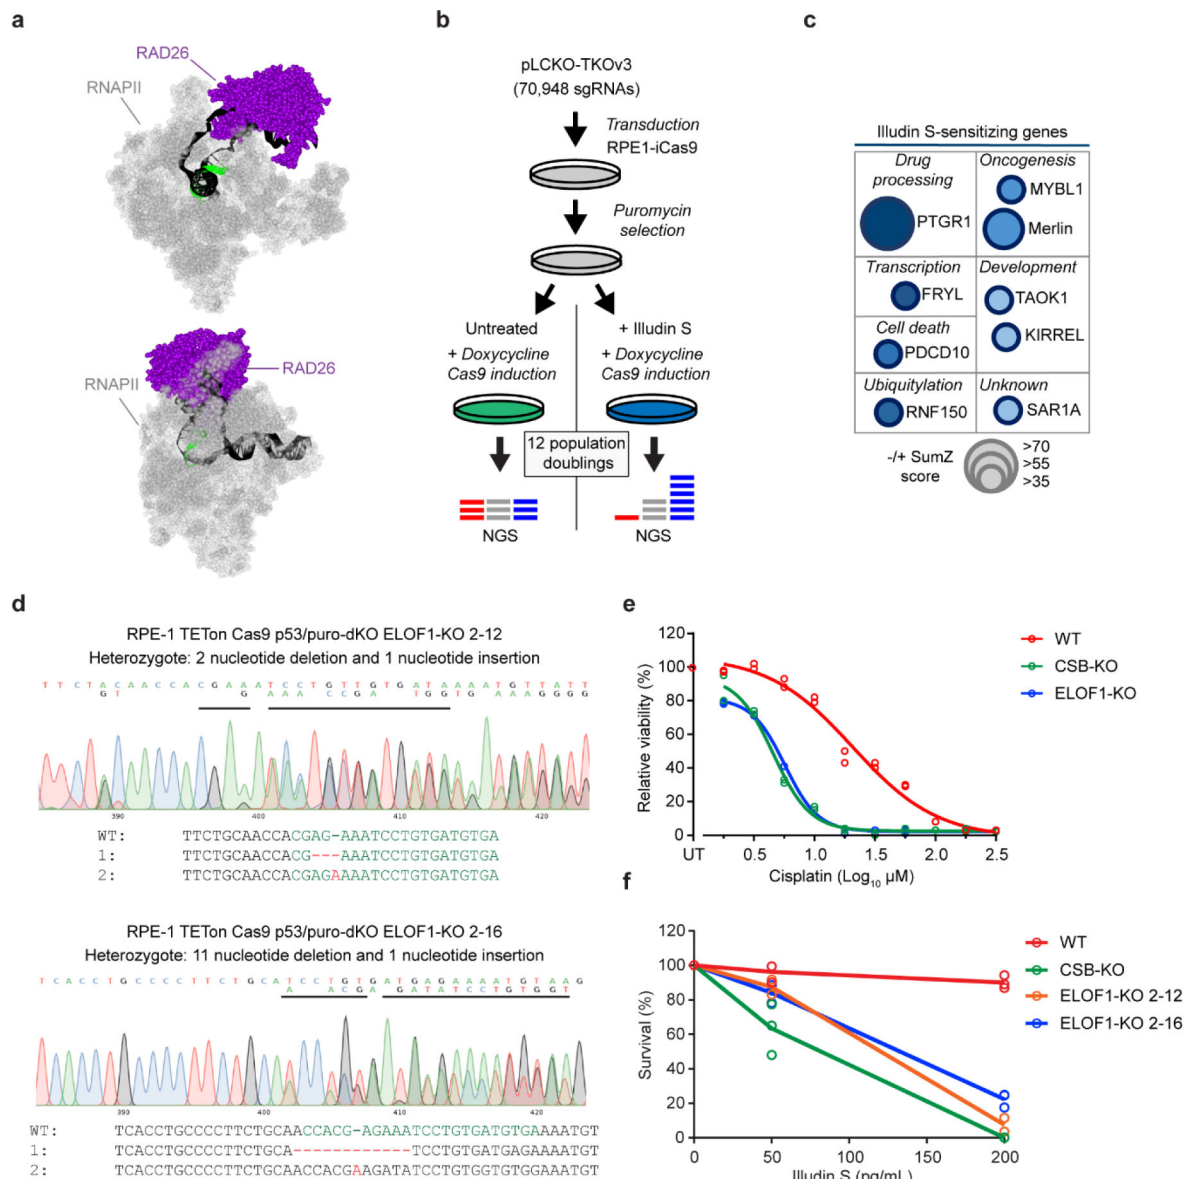 a
RAD26
RNAPII
RNAPII
RAD26
b
pLCKO-TKOv3
(70,948 sgRNAs)
Transduction
RPE1-iCas9
Puromycin
selection
Untreated
+ Doxycycline
Cas9 induction
+ Illudin S
+ Doxycycline
Cas9 induction
12 population
doublings
NGS
NGS
c
Illudin S-sensitizing genes
Drug
processing
PTGR1
Oncogenesis
MYBL1
Merlin
Transcription
FRYL
Development
TAOK1
KIRREL
Cell death
PDCD10
Ubiquitylation
RNF150
Unknown
SAR1A
-/+ SumZ
score
>70
>55
>35
d
RPE-1 TETon Cas9 p53/puro-dKO ELOF1-KO 2-12
Heterozygote: 2 nucleotide deletion and 1 nucleotide insertion
T T C T A C A A C C A C G A A A T C C T G T T G T G A T A A A A T G T T A T T
G T G A A A C C G A T G G T G A A A G G G G
390 400 410 420
WT: TTCTGCAACCACGAG-AAATCCTGTGATGTGA
1: TTCTGCAACCACG---AAATCCTGTGATGTGA
2: TTCTGCAACCACGAGAAAATCCTGTGATGTGA
RPE-1 TETon Cas9 p53/puro-dKO ELOF1-KO 2-16
Heterozygote: 11 nucleotide deletion and 1 nucleotide insertion
T C A C C T G C C C C T T C T G C A T C C T G T G A T G A G A A A A T G T A A G
A C G A G A T A T C C T G T G G T
390 400 410 420
WT: TCACCTGCCCCTTCTGCAACCACG-AGAAATCCTGTGATGTGAAAATGT
1: TCACCTGCCCCTTCTGCA------------TCCTGTGATGAGAAAATGT
2: TCACCTGCCCCTTCTGCAACCACGAAGATATCCTGTGGTGTGGAAATGT
e
Relative viability (%)
120
100
80
60
40
20
0
UT 0.5 1.0 1.5 2.0 2.5
Cisplatin (Log10 µM)
WT
CSB-KO
ELOF1-KO
f
Survival (%)
120
100
80
60
40
20
0
0 50 100 150 200
Illudin S (ng/mL)
WT
CSB-KO
ELOF1-KO 2-12
ELOF1-KO 2-16